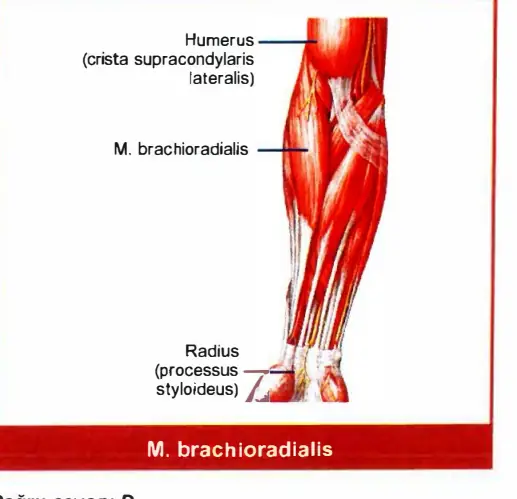 Humerus
(crista supracondylaris
lateralis)
M. brachioradialis
Radius
(processus
styloideus)
M. brachioradialis